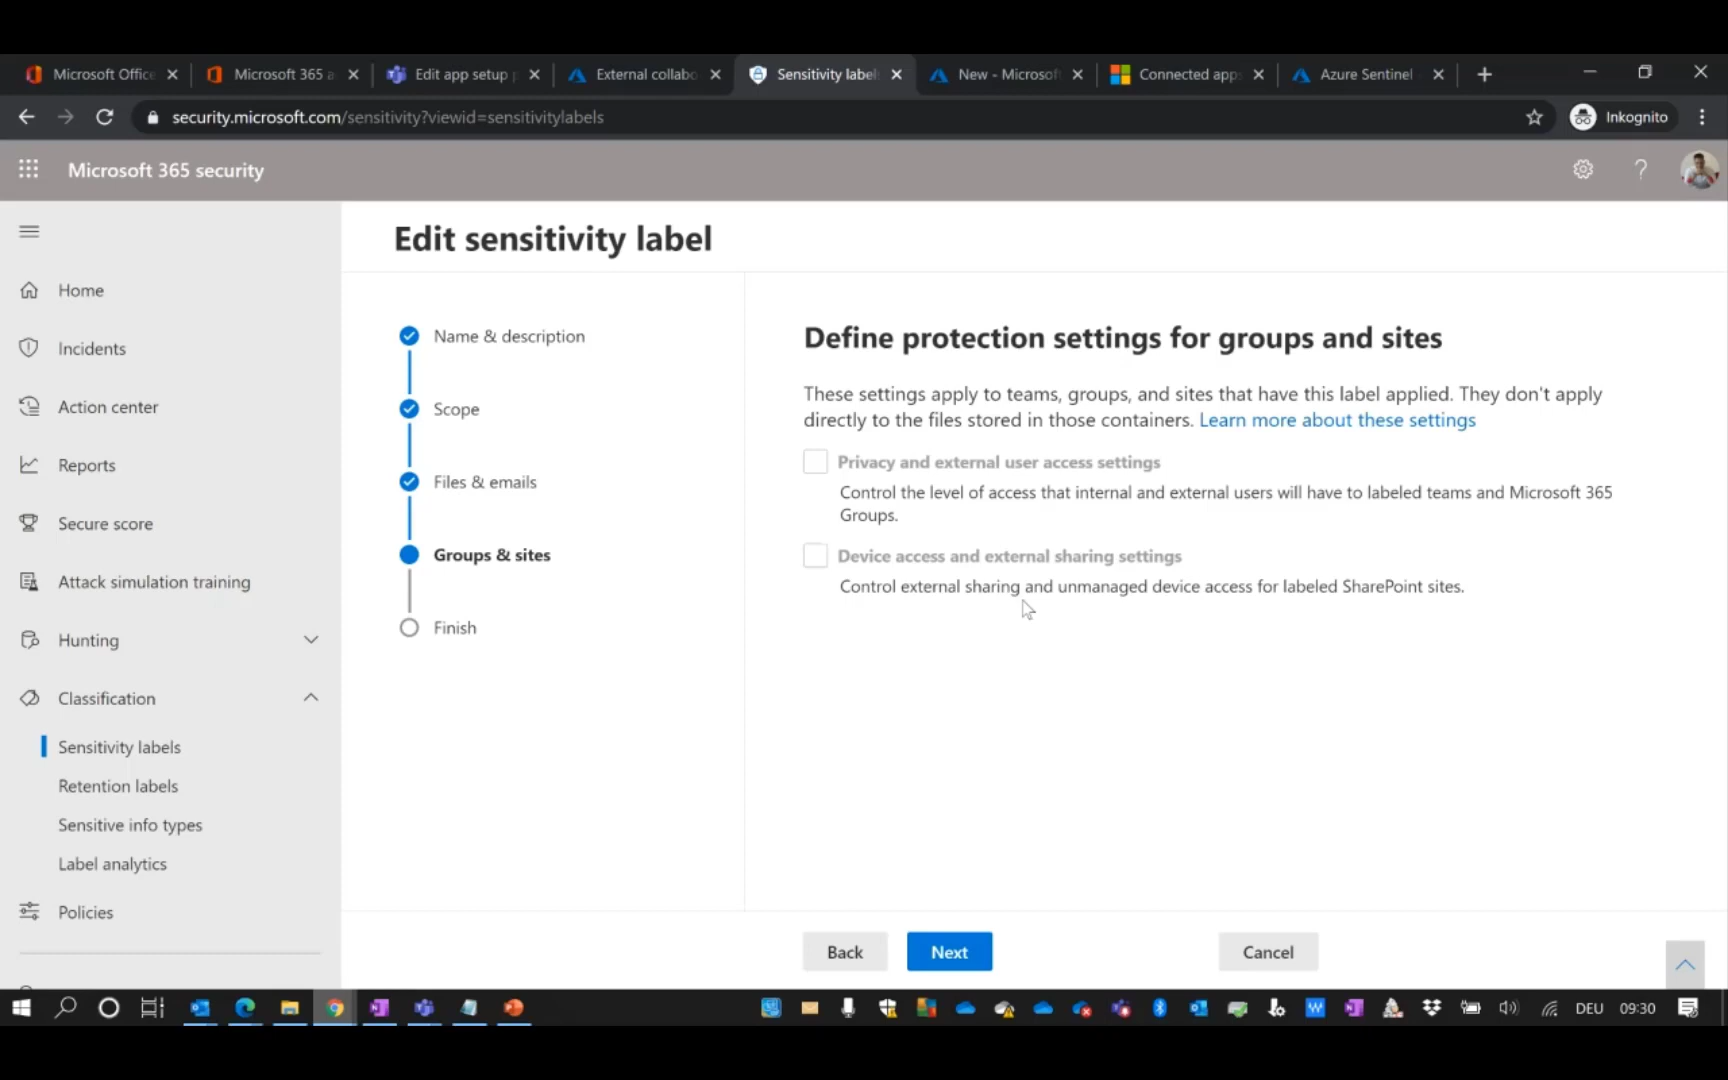 Microsoft Office
Microsoft 365 a
Edit app setup p
External collabo
Sensitivity label
New - Microsof
Connected apps
Azure Sentinel
security.microsoft.com/sensitivity?viewid=sensitivitylabels
Inkognito
Microsoft 365 security
Edit sensitivity label
Home
Incidents
Action center
Reports
Secure score
Attack simulation training
Hunting
Classification
Sensitivity labels
Retention labels
Sensitive info types
Label analytics
Policies
Name & description
Scope
Files & emails
Groups & sites
Finish
Define protection settings for groups and sites
These settings apply to teams, groups, and sites that have this label applied. They don't apply
directly to the files stored in those containers. Learn more about these settings
Privacy and external user access settings
Control the level of access that internal and external users will have to labeled teams and Microsoft 365
Groups.
Device access and external sharing settings
Control external sharing and unmanaged device access for labeled SharePoint sites.
Back
Next
Cancel
DEU
09:30